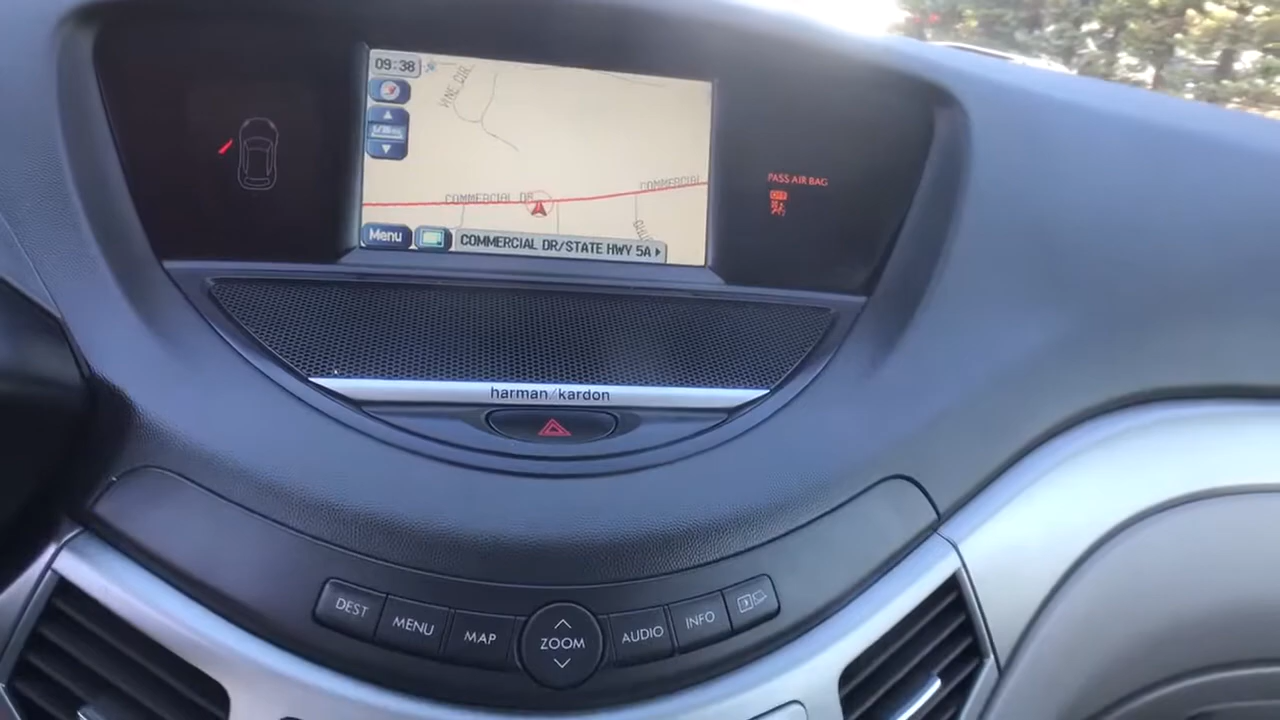 09:38
VINE CIR
COMMERCIAL DR
COMMERCIAL
Menu
COMMERCIAL DR/STATE HWY 5A
PASS AIR BAG
OFF
harman/kardon
DEST
MENU
MAP
ZOOM
AUDIO
INFO